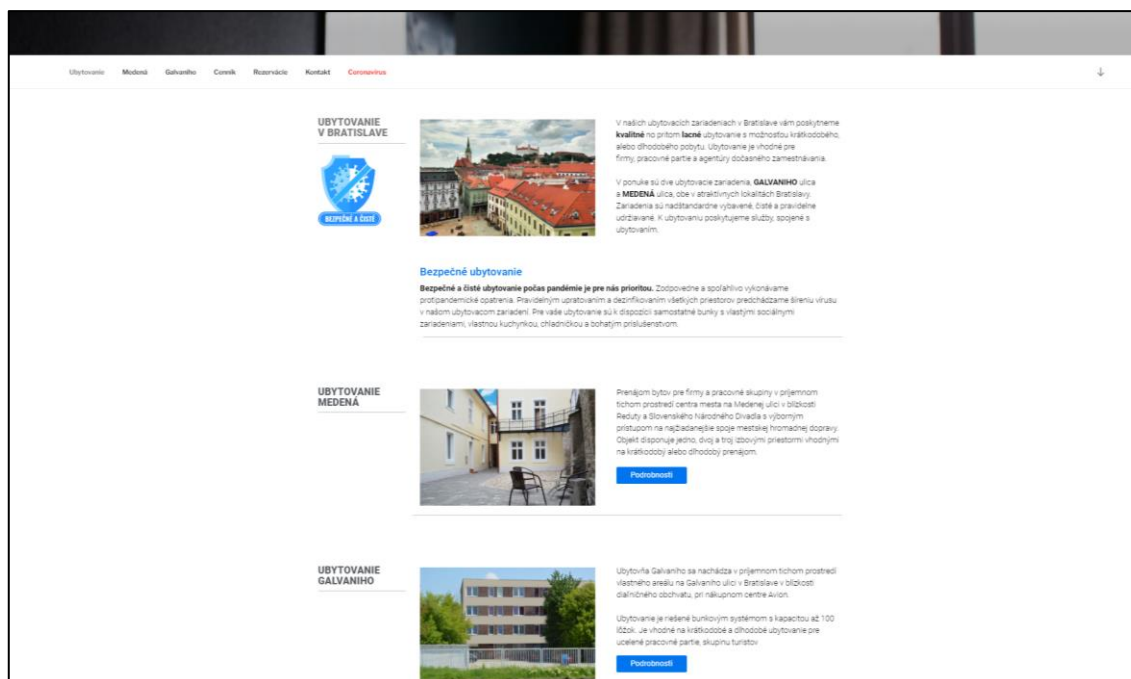 Ubytovanie Medená Galvaniho Cenník Rezervácie Kontakt Coronavirus
UBYTOVANIE
V BRATISLAVE
BEZPEČNÉ A ČISTÉ
V našich ubytovacích zariadeniach v Bratislave vám poskytneme
kvalitné no pritom lacné ubytovanie s možnosťou krátkodobého,
alebo dlhodobého pobytu. Ubytovanie je vhodné pre
firmy, pracovné partie a agentúry dočasného zamestnávania.
V ponuke sú dve ubytovacie zariadenia, GALVANIHO ulica
a MEDENÁ ulica, obe v atraktívnych lokalitách Bratislavy.
Zariadenia sú nadštandardne vybavené, čisté a pravidelne
udržiavané. K ubytovaniu poskytujeme služby, spojené s
ubytovaním.
Bezpečné ubytovanie
Bezpečné a čisté ubytovanie počas pandémie je pre nás prioritou. Zodpovedne a spoľahlivo vykonávame
protipandemické opatrenia. Pravidelným upratovaním a dezinfikovaním všetkých priestorov predchádzame šíreniu vírusu
v našom ubytovacom zariadení. Pre vaše ubytovanie sú k dispozícii samostatné bunky s vlastými sociálnymi
zariadeniami, vlastnou kuchynkou, chladničkou a bohatým príslušenstvom.
UBYTOVANIE
MEDENÁ
Prenájom bytov pre firmy a pracovné skupiny v príjemnom
tichom prostredí centra mesta na Medenej ulici v blízkosti
Reduty a Slovenského Národného Divadla s výborným
prístupom na najžiadanejšie spoje mestskej hromadnej dopravy.
Objekt disponuje jedno, dvoj a troj izbovými priestormi vhodnými
na krátkodobý alebo dlhodobý prenájom.
Podrobnosti
UBYTOVANIE
GALVANIHO
Ubytovňa Galvaniho sa nachádza v príjemnom tichom prostredí
vlastného areálu na Galvaniho ulici v Bratislave v blízkosti
diaľničného obchvatu, pri nákupnom centre Avion.
Ubytovanie je riešené bunkovým systémom s kapacitou až 100
lôžok. Je vhodné na krátkodobé a dlhodobé ubytovanie pre
ucelené pracovné partie, skupinu turistov
Podrobnosti